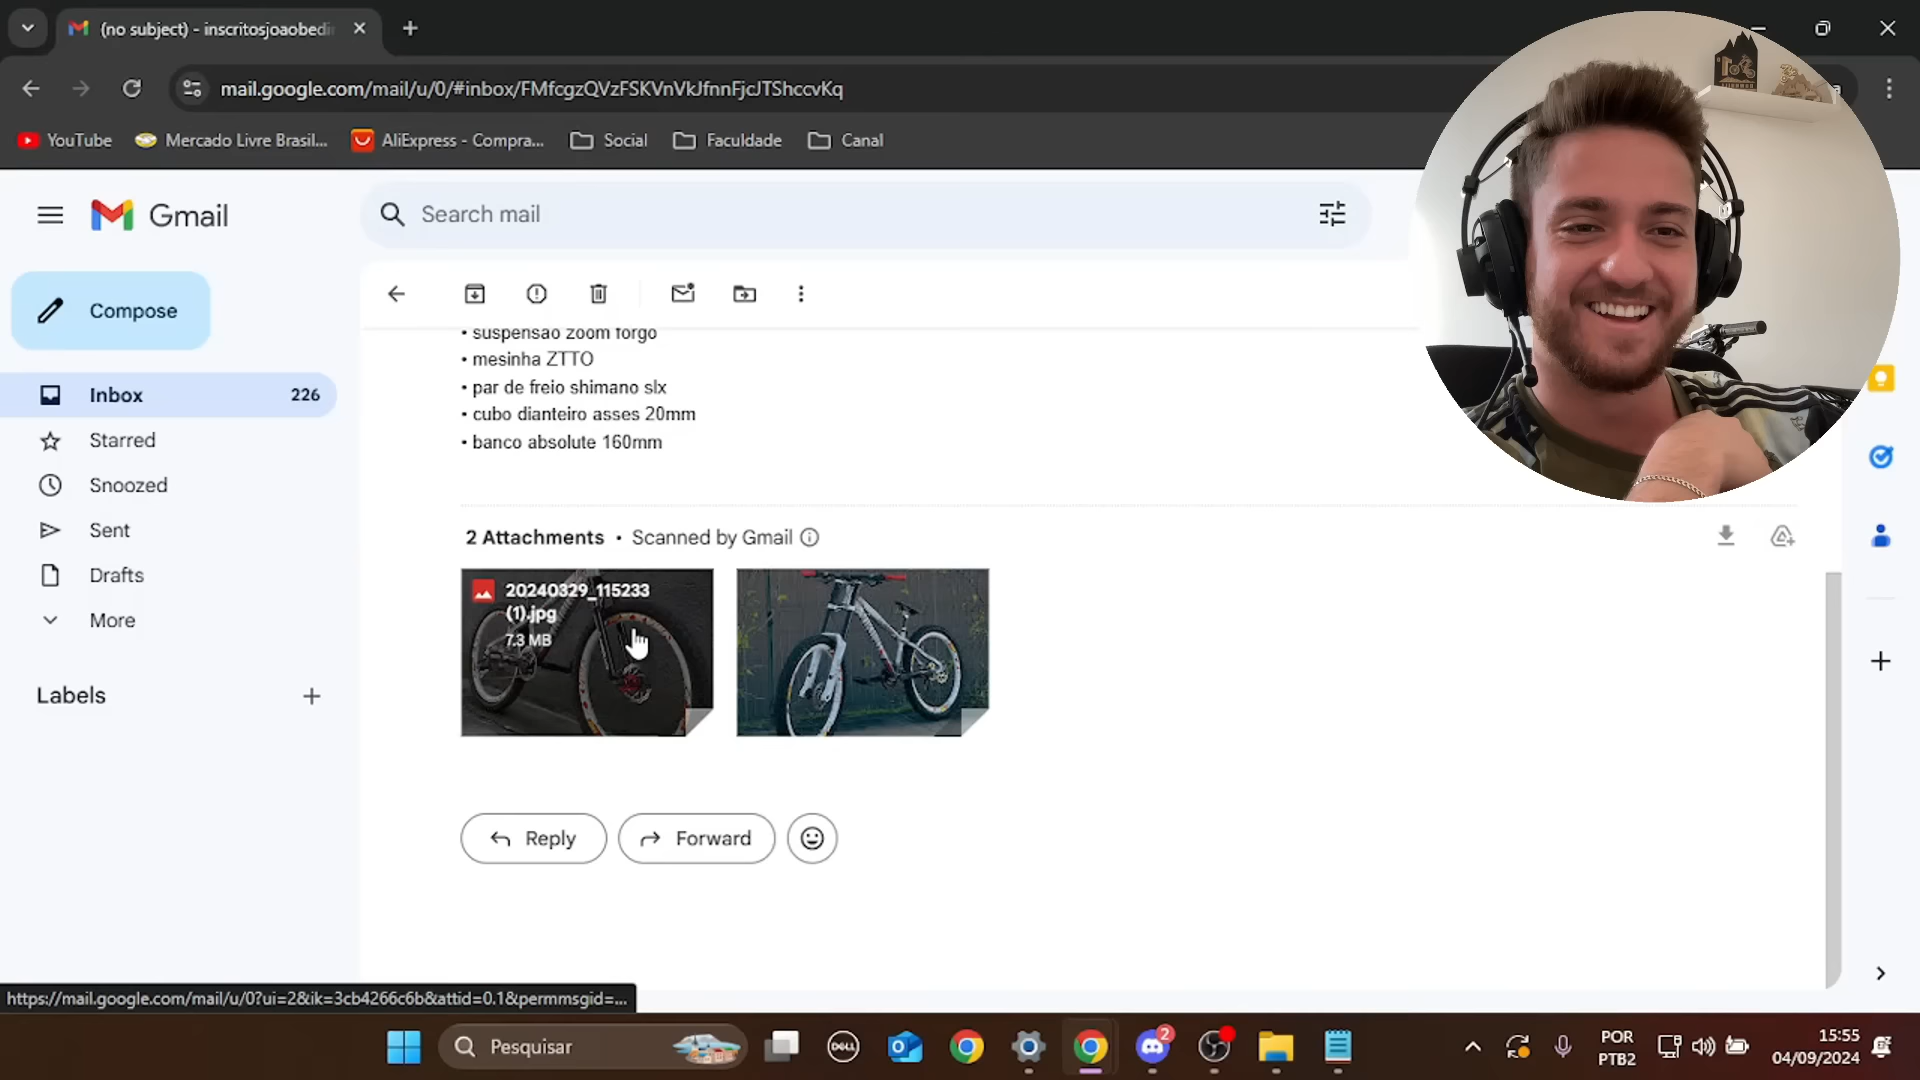 (no subject) - inscritosjoaobedin
mail.google.com/mail/u/0/#inbox/FMfcgzQVzFSKVnVkJfnnFjcJTShccvKq
YouTube
Mercado Livre Brasil...
AliExpress - Compra...
Social
Faculdade
Canal
Gmail
Search mail
Compose
Inbox 226
Starred
Snoozed
Sent
Drafts
More
Labels
• suspensão zoom forgo
• mesinha ZTTO
• par de freio shimano slx
• cubo dianteiro asses 20mm
• banco absolute 160mm
2 Attachments • Scanned by Gmail
20240329_115233
(1).jpg
7.3 MB
Reply
Forward
https://mail.google.com/mail/u/0?ui=2&ik=3cb4266c6b&attid=0.1&permmsgid=...
Pesquisar
DELL
2
POR
PTB2
15:55
04/09/2024